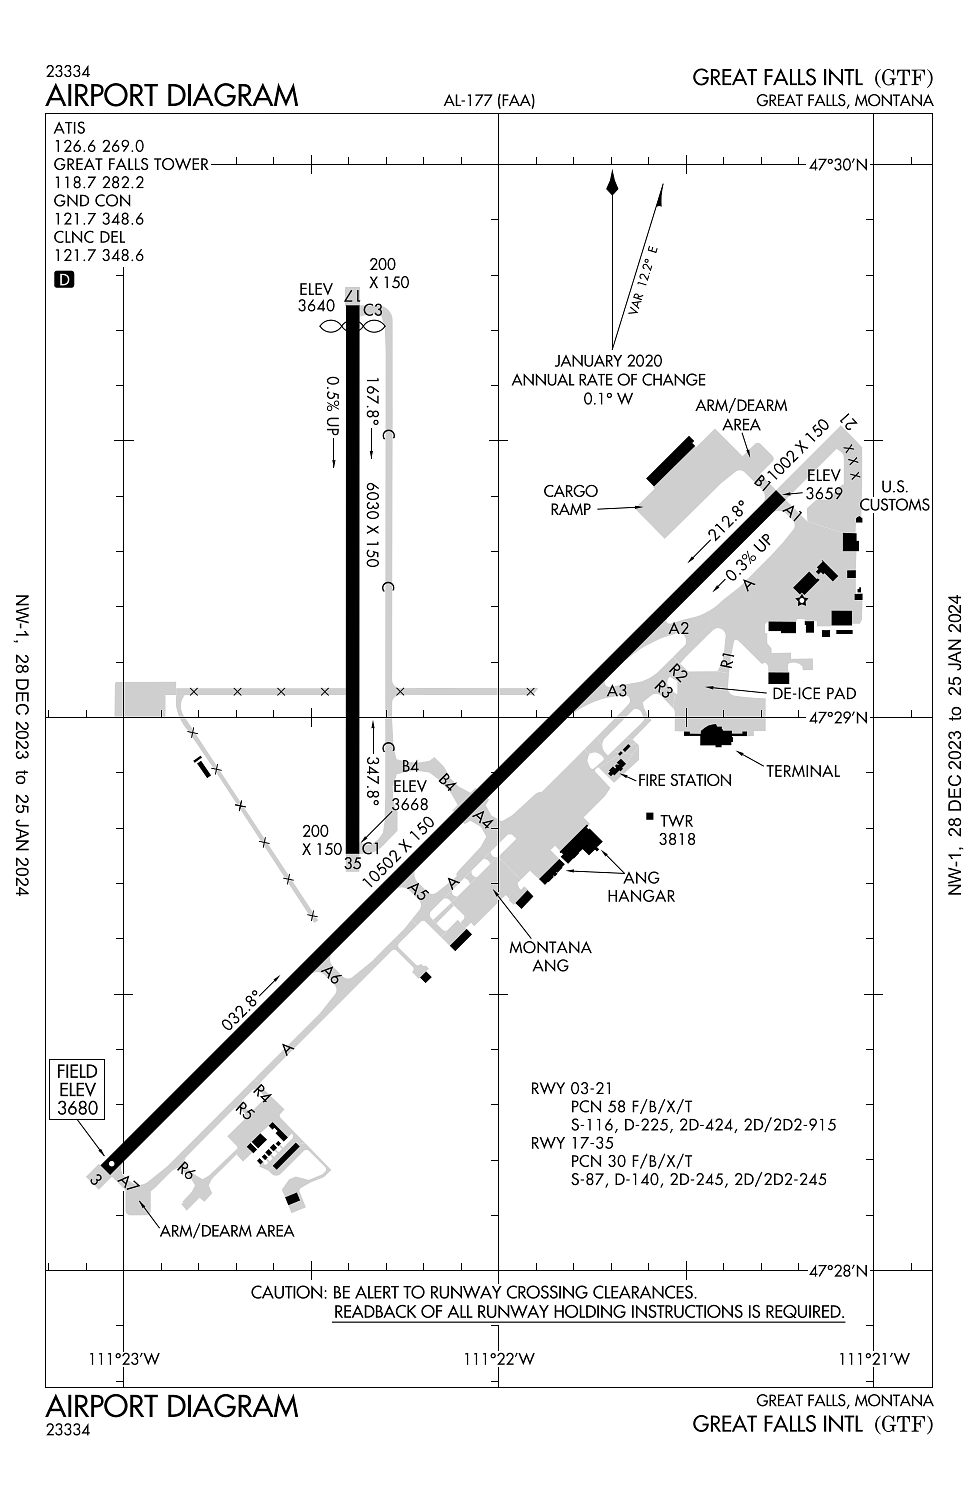 23334
AIRPORT DIAGRAM
AL-177 (FAA)
GREAT FALLS INTL (GTF)
GREAT FALLS, MONTANA
ATIS
126.6 269.0
GREAT FALLS TOWER
118.7 282.2
GND CON
121.7 348.6
CLNC DEL
121.7 348.6
D
47°30'N
VAR 12.2° E
JANUARY 2020
ANNUAL RATE OF CHANGE
0.1° W
200
X 150
ELEV
3640
17
C3
0.5% UP
167.8°
C
6030 X 150
C
C
347.8°
ARM/DEARM
AREA
21
11002 X 150
B1
ELEV
3659
A1
U.S.
CUSTOMS
CARGO
RAMP
212.8°
0.3% UP
A
A2
R1
R2
R3
A3
DE-ICE PAD
47°29'N
TERMINAL
FIRE STATION
B4
B4
ELEV
3668
A4
TWR
3818
200
X 150
C1
35
10502 X 150
A5
A
ANG
HANGAR
MONTANA
ANG
A6
032.8°
A
FIELD
ELEV
3680
R4
R5
R6
3
A7
ARM/DEARM AREA
RWY 03-21
PCN 58 F/B/X/T
S-116, D-225, 2D-424, 2D/2D2-915
RWY 17-35
PCN 30 F/B/X/T
S-87, D-140, 2D-245, 2D/2D2-245
47°28'N
CAUTION: BE ALERT TO RUNWAY CROSSING CLEARANCES.
READBACK OF ALL RUNWAY HOLDING INSTRUCTIONS IS REQUIRED.
111°23'W
111°22'W
111°21'W
NW-1, 28 DEC 2023 to 25 JAN 2024
NW-1, 28 DEC 2023 to 25 JAN 2024
AIRPORT DIAGRAM
23334
GREAT FALLS, MONTANA
GREAT FALLS INTL (GTF)